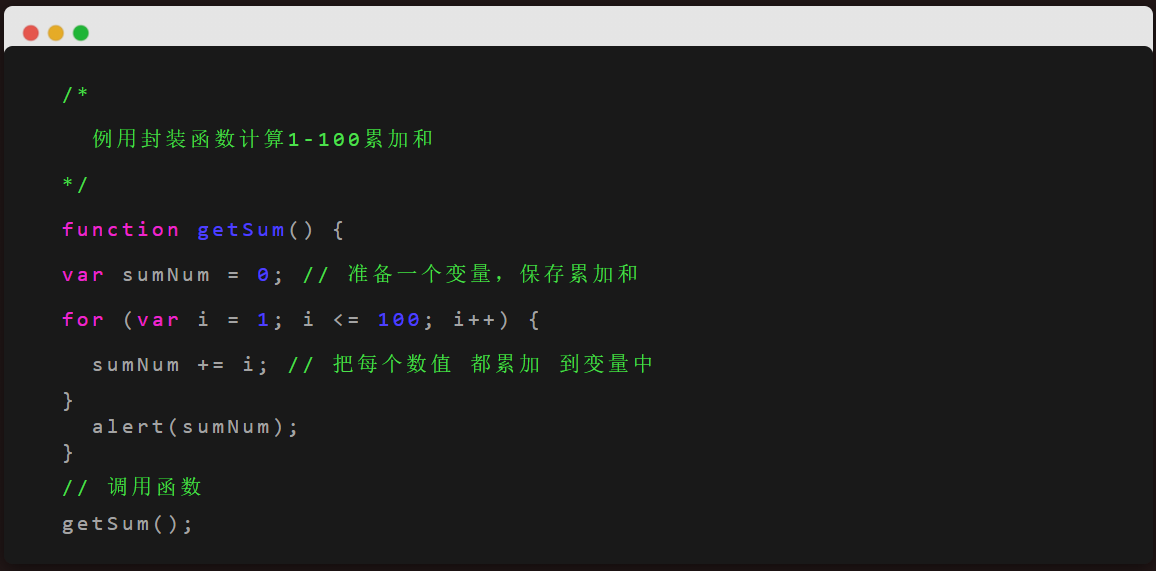 /*
例用封装函数计算1-100累加和
*/
function getSum() {
var sumNum = 0; // 准备一个变量，保存累加和
for (var i = 1; i <= 100; i++) {
sumNum += i; // 把每个数值 都累加 到变量中
}
alert(sumNum);
}
// 调用函数
getSum();